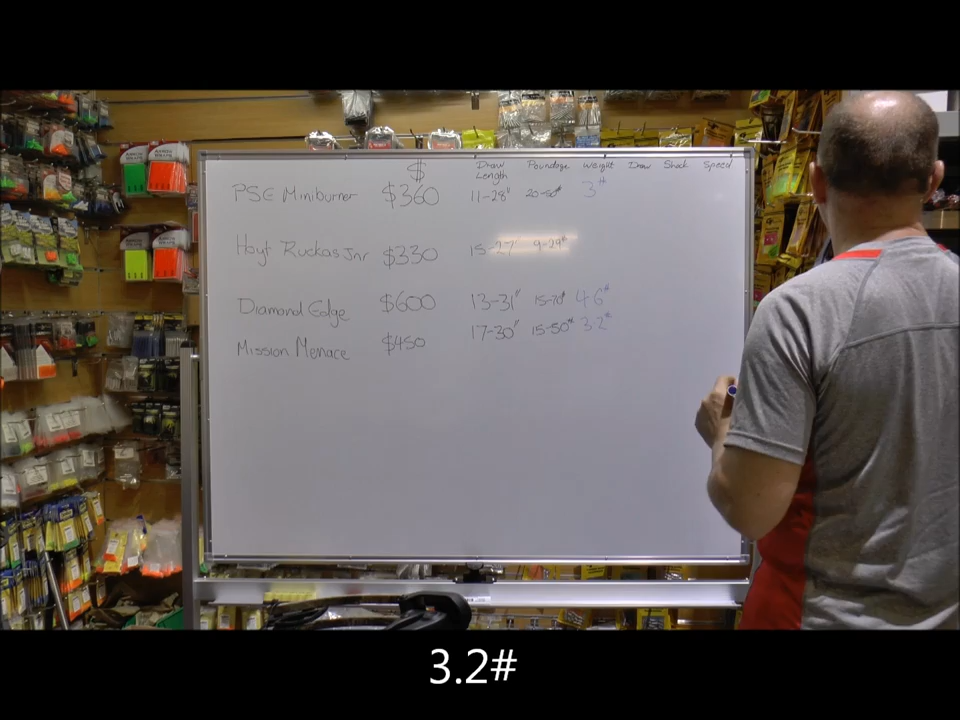 $ Draw Length Poundage Weight Draw Shock Speed
PSE Miniburner $360 11-28" 20-50# 3#
Hoyt Ruckas Jnr $330 15-27" 9-29#
Diamond Edge $600 13-31" 15-70# 4.6#
Mission Menace $450 17-30" 15-50# 3.2#
3.2#